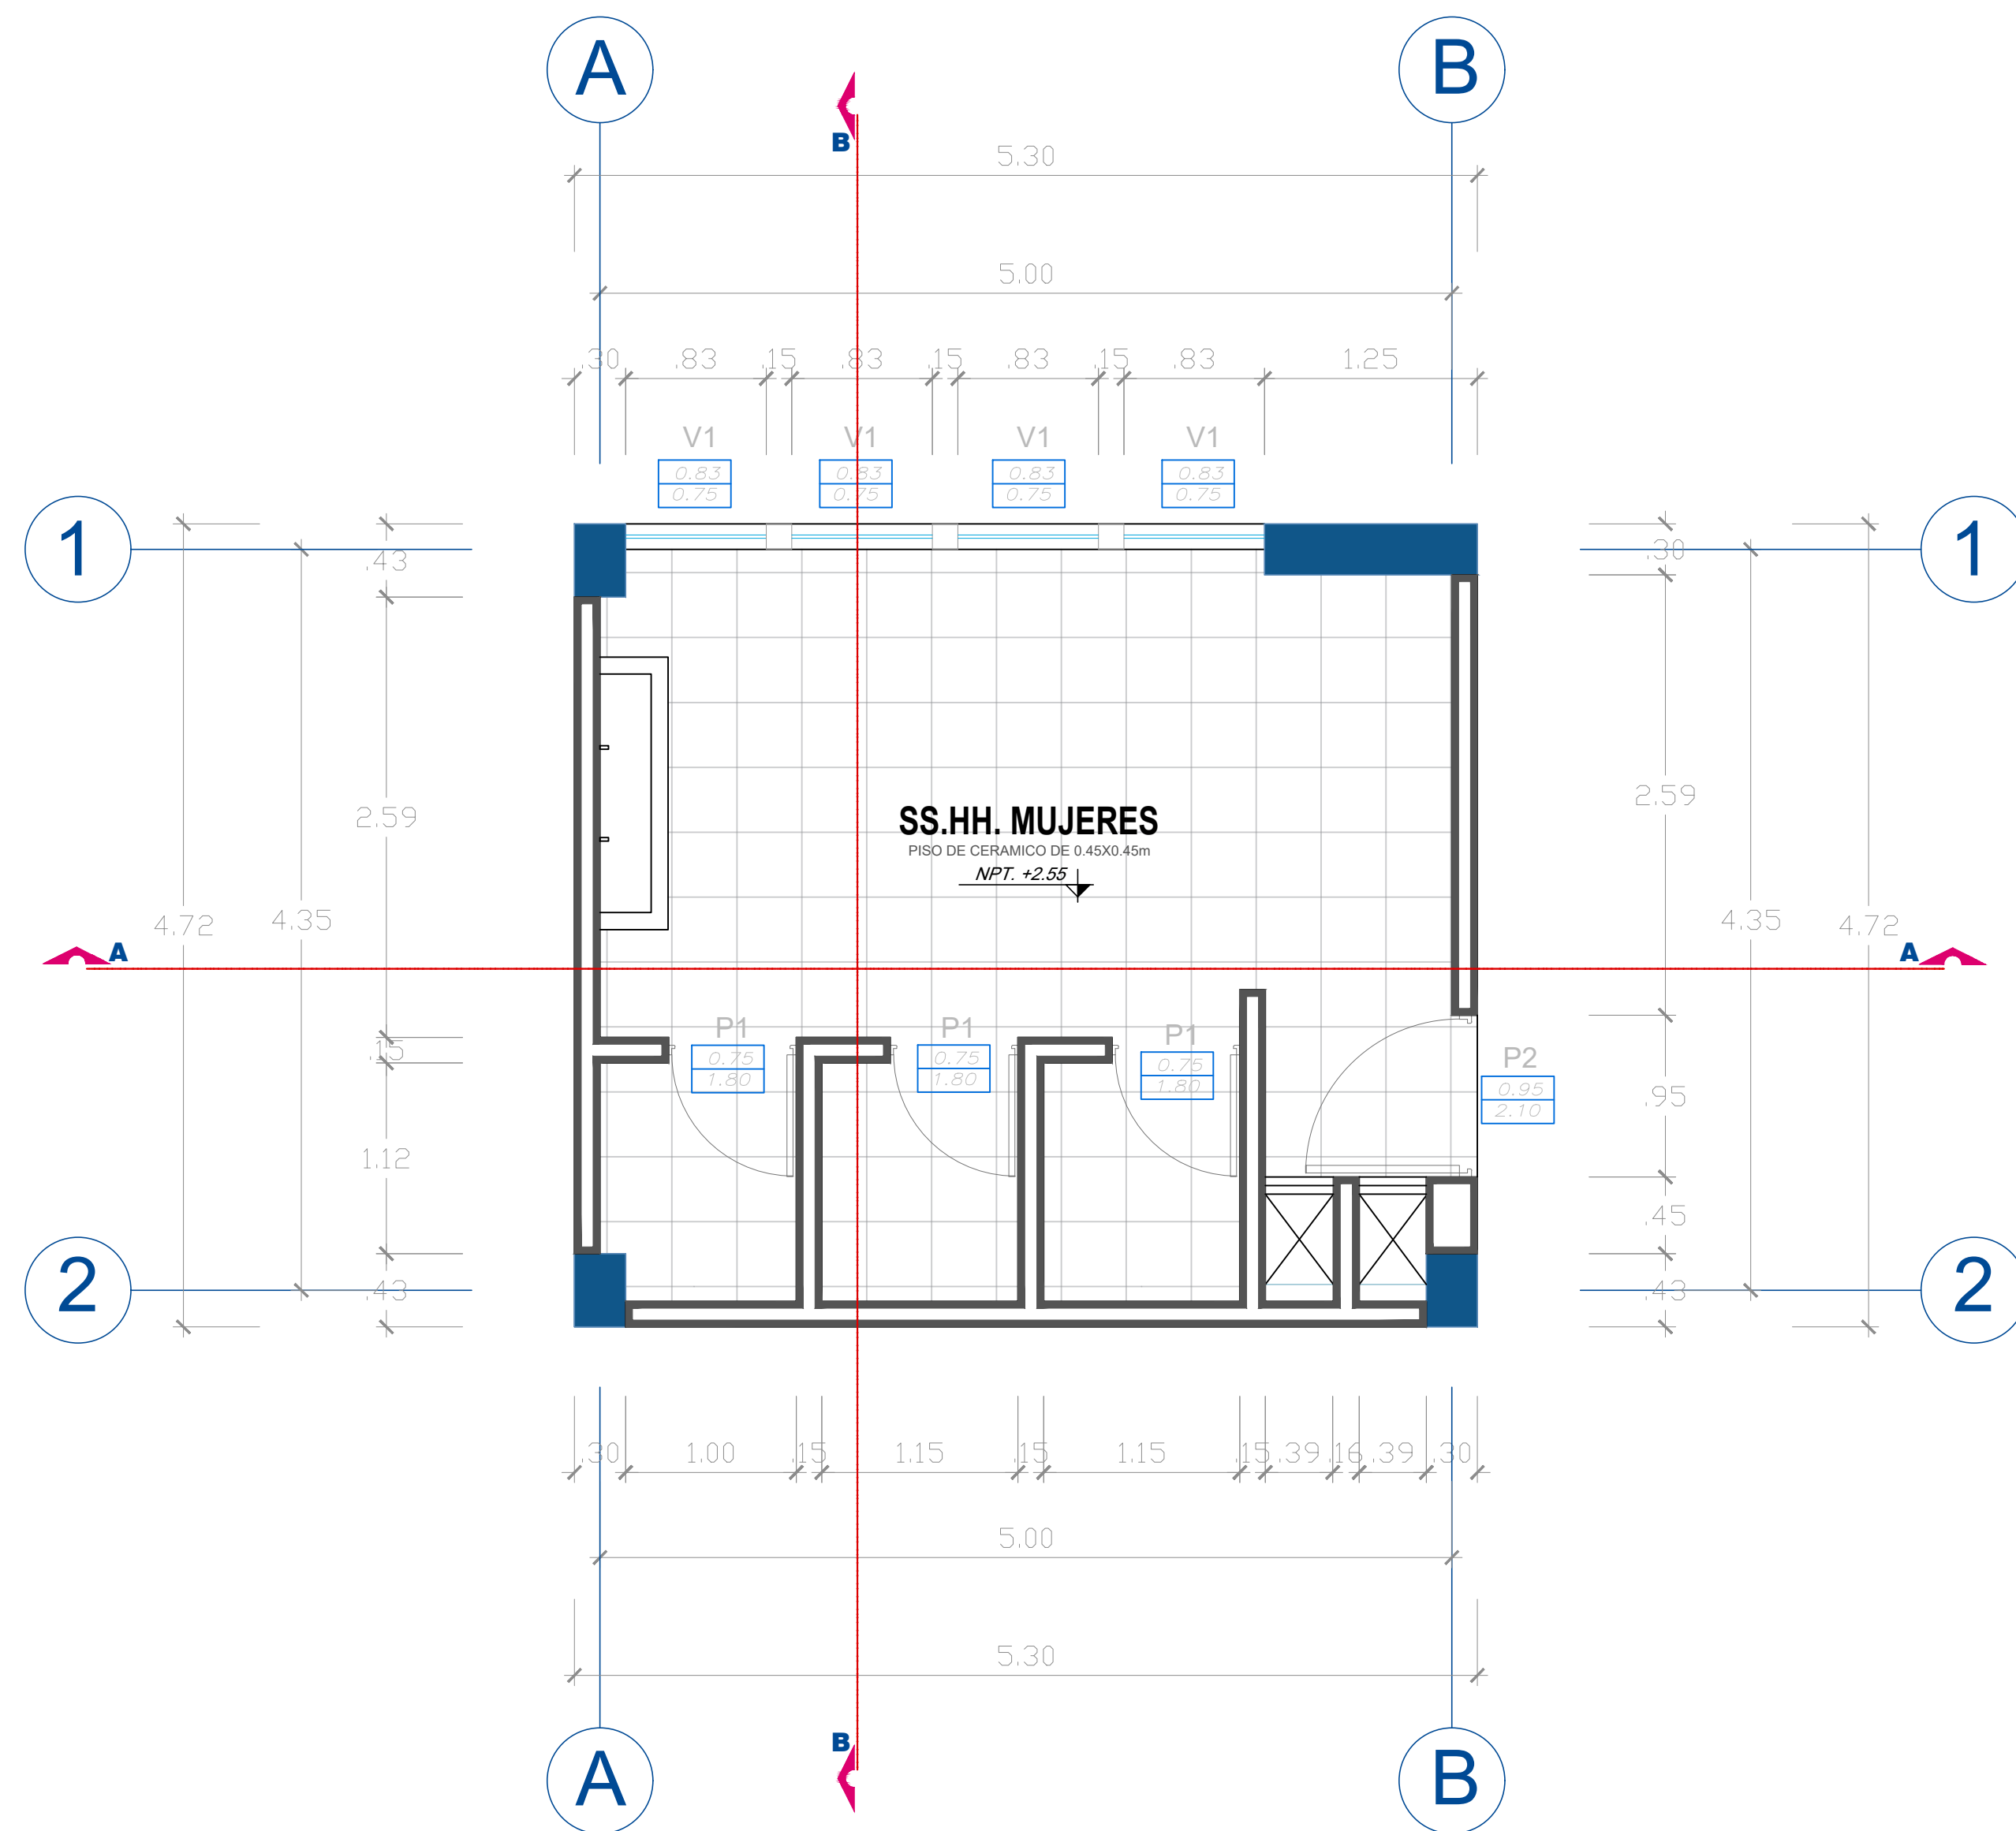 A B
B
5.30
5.00
.30 .83 .15 .83 .15 .83 .15 .83 1.25
V1 V1 V1 V1
0.83 0.83 0.83 0.83
0.75 0.75 0.75 0.75
1 1
.43 .30
2.59 2.59
SS.HH. MUJERES
PISO DE CERAMICO DE 0.45X0.45m
NPT. +2.55
4.72 4.35 4.35 4.72
A A
P1 P1 P1
0.75 0.75 0.75
1.80 1.80 1.80
P2
0.95
2.10
.15 .95
1.12 .45
2 2
.43 .43
.30 1.00 .15 1.15 .15 1.15 .15 .39 .16 .39 .30
5.00
5.30
B
A B